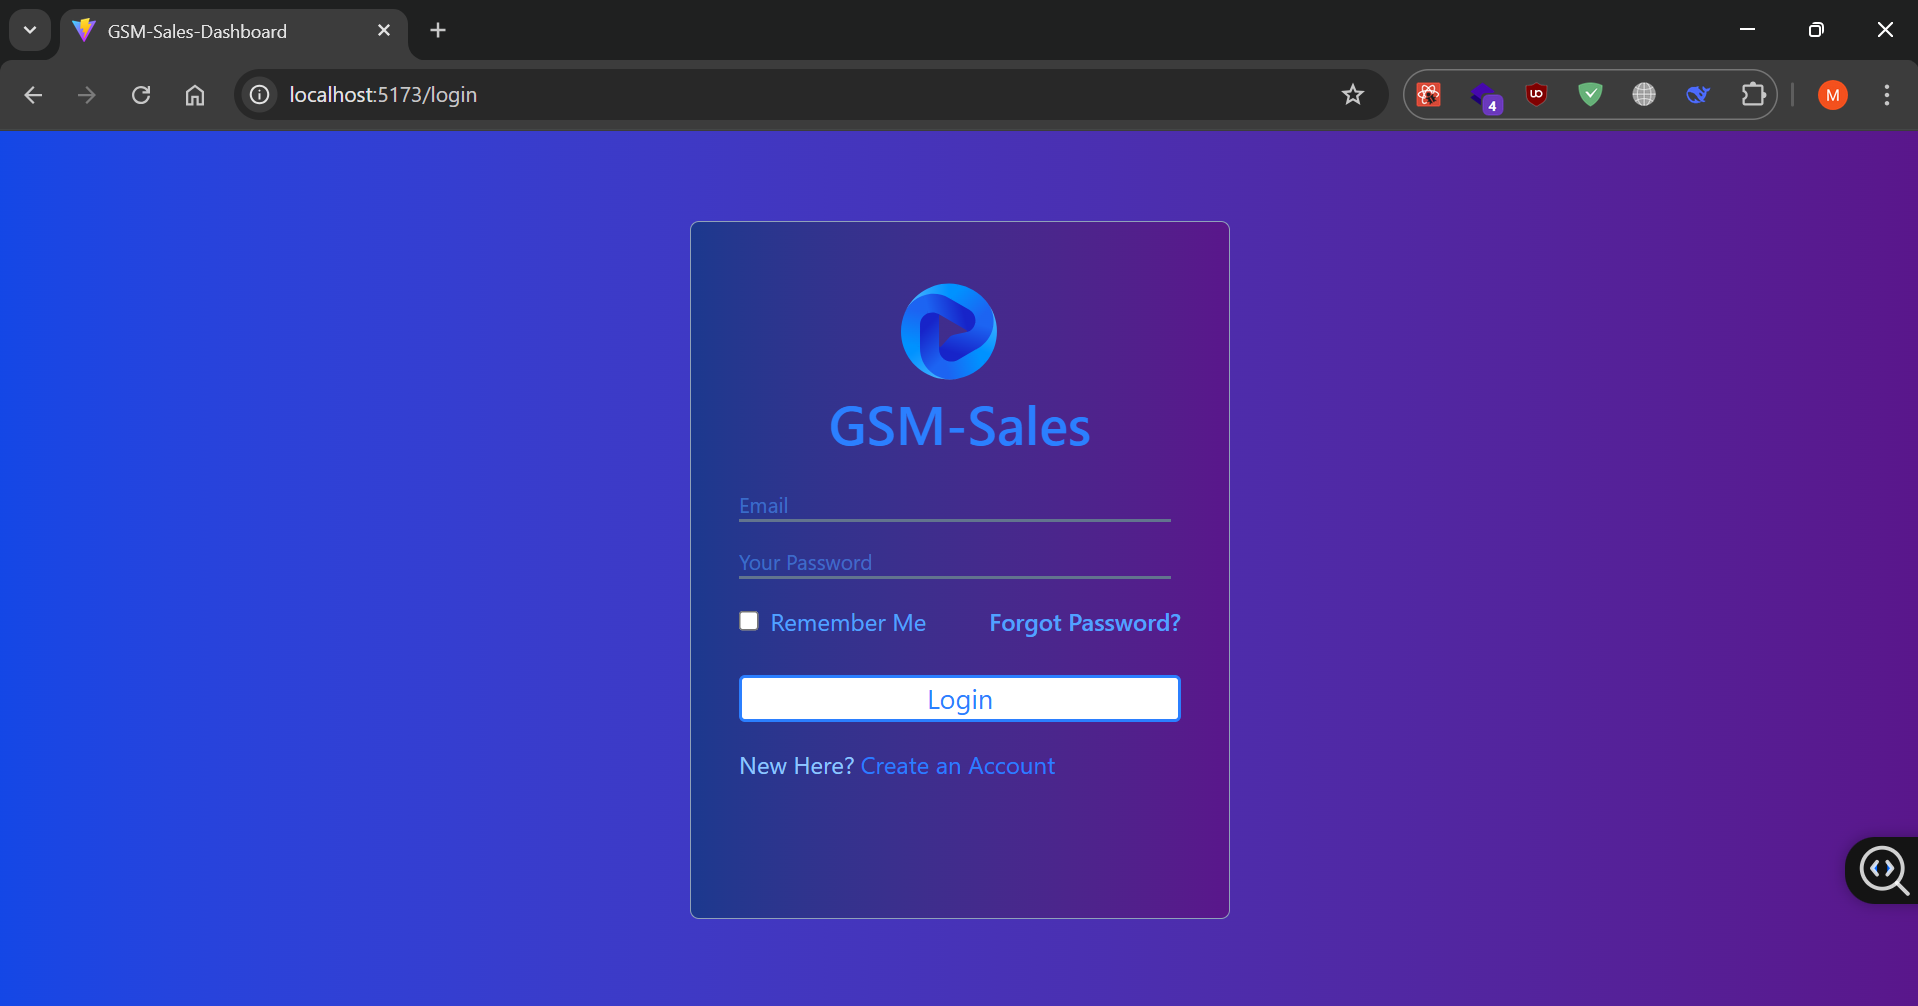 GSM-Sales-Dashboard
localhost:5173/login
4
M
GSM-Sales
Email
Your Password
Remember Me
Forgot Password?
Login
New Here? Create an Account